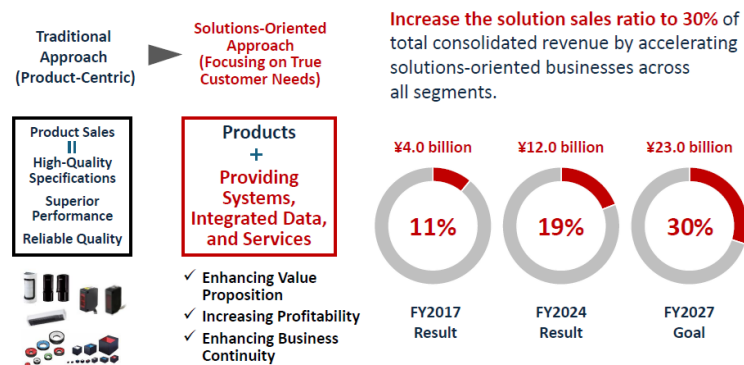 Traditional
Approach
(Product-Centric)
Solutions-Oriented
Approach
(Focusing on True
Customer Needs)
Product Sales
=
High-Quality
Specifications
Superior
Performance
Reliable Quality
Products
+
Providing
Systems,
Integrated Data,
and Services
✓ Enhancing Value
Proposition
✓ Increasing Profitability
✓ Enhancing Business
Continuity
Increase the solution sales ratio to 30% of
total consolidated revenue by accelerating
solutions-oriented businesses across
all segments.
¥4.0 billion
11%
FY2017
Result
¥12.0 billion
19%
FY2024
Result
¥23.0 billion
30%
FY2027
Goal